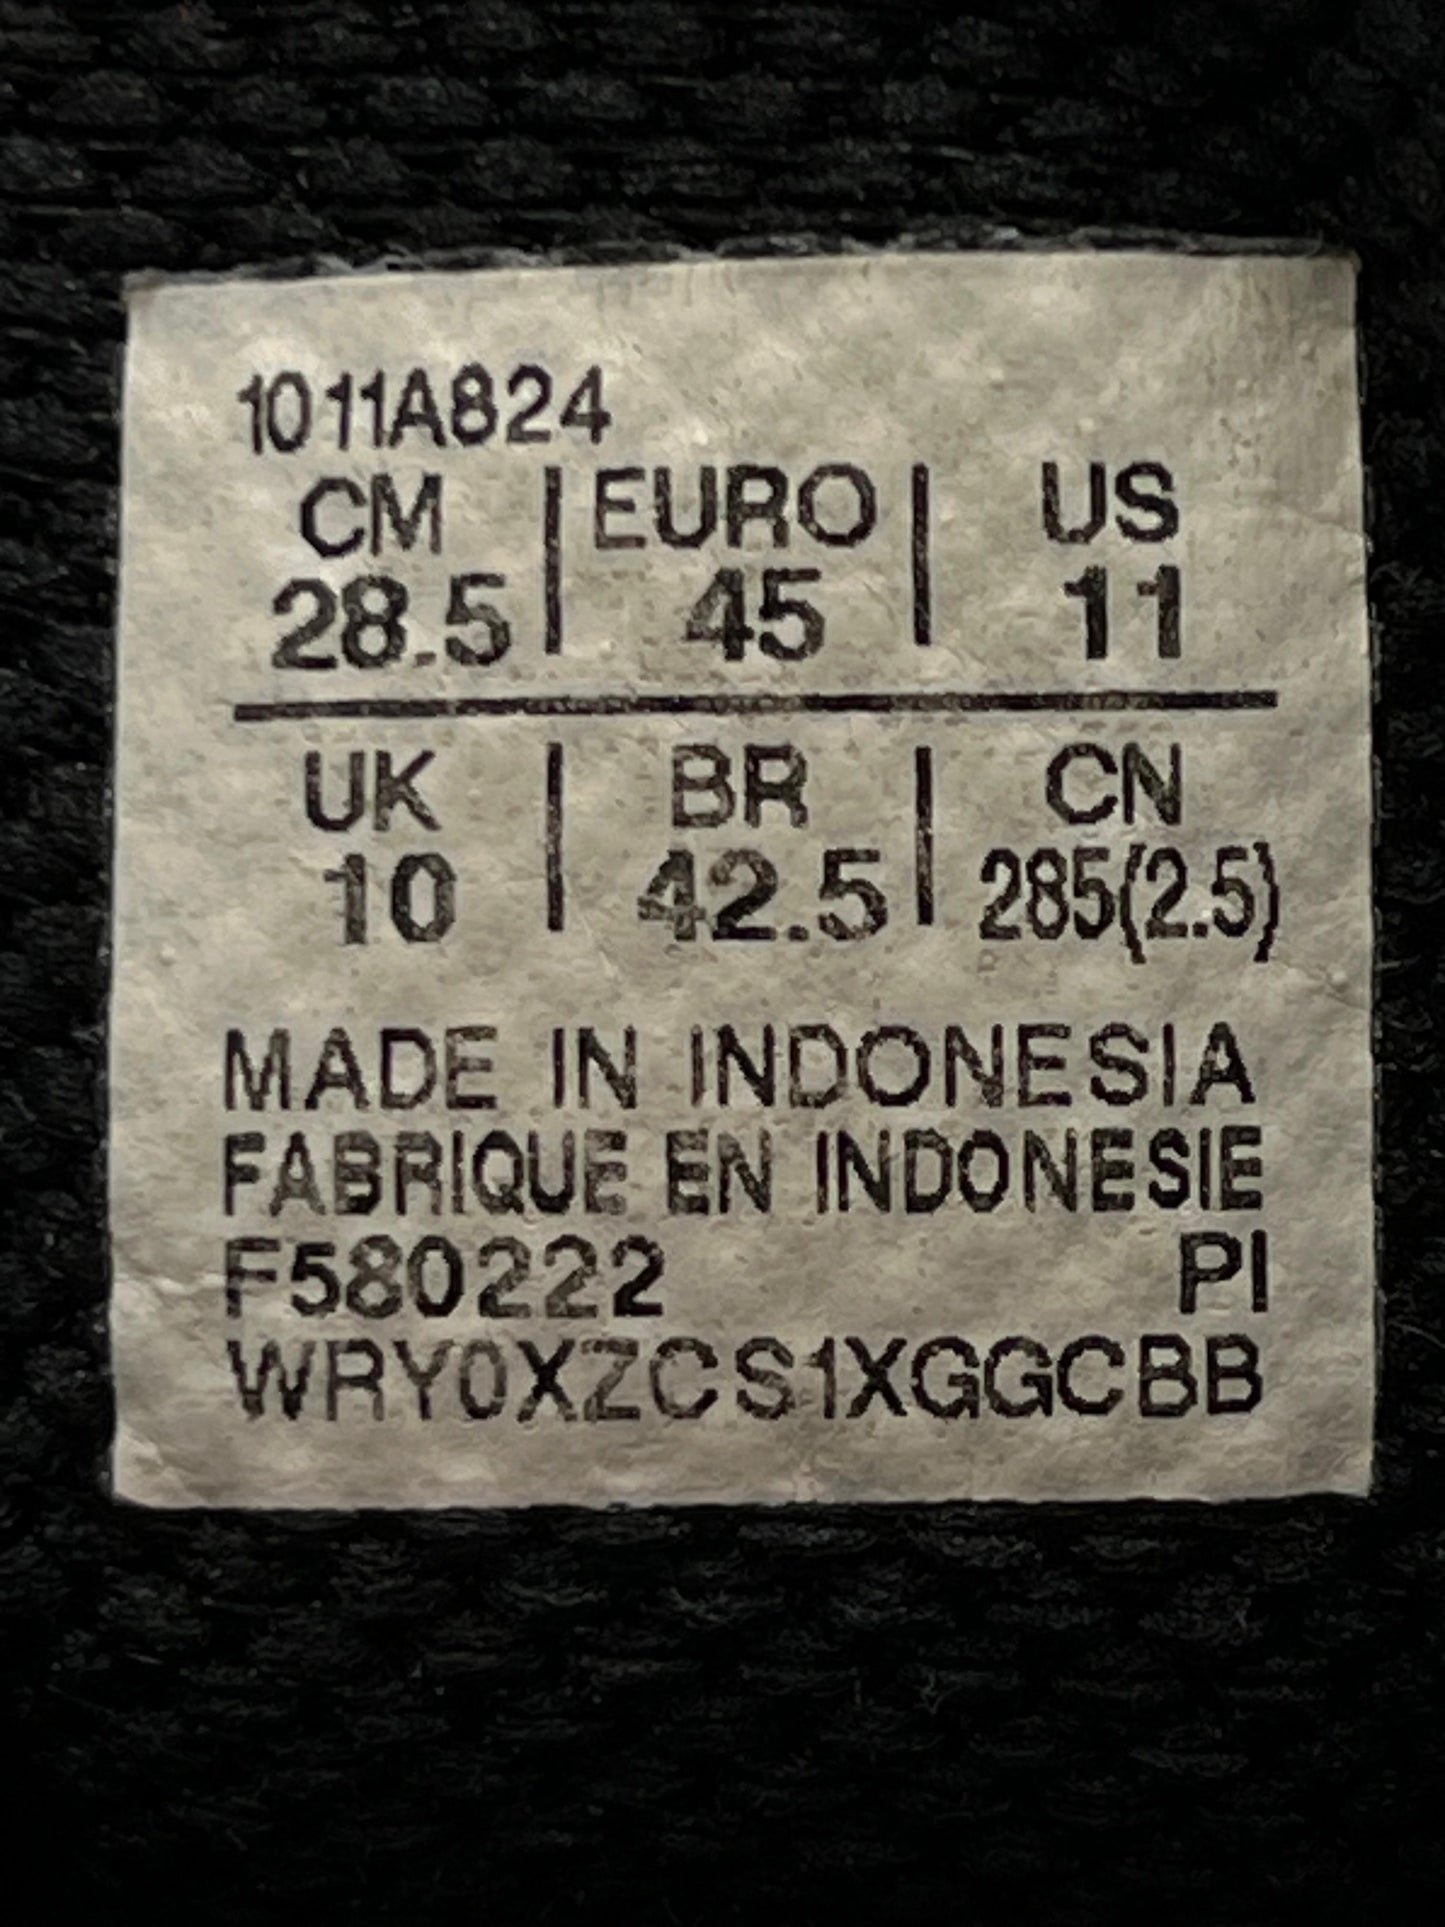 1011A824
CM | EURO | US
28.5 | 45 | 11
UK | BR | CN
10 | 42.5 | 285(2.5)
MADE IN INDONESIA
FABRIQUE EN INDONESIE
F580222 PI
WRY0XZCS1XGGCBB